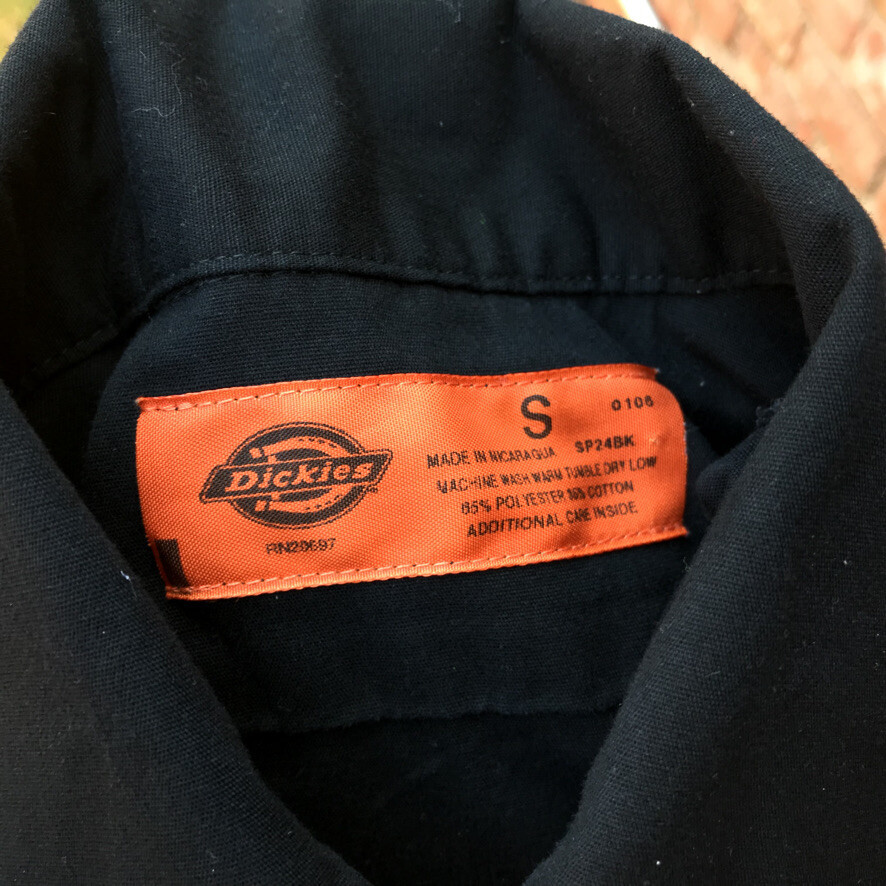 Dickies
RN20697
S 0106
MADE IN NICARAGUA SP24BK
MACHINE WASH WARM TUMBLE DRY LOW
65% POLYESTER 35% COTTON
ADDITIONAL CARE INSIDE